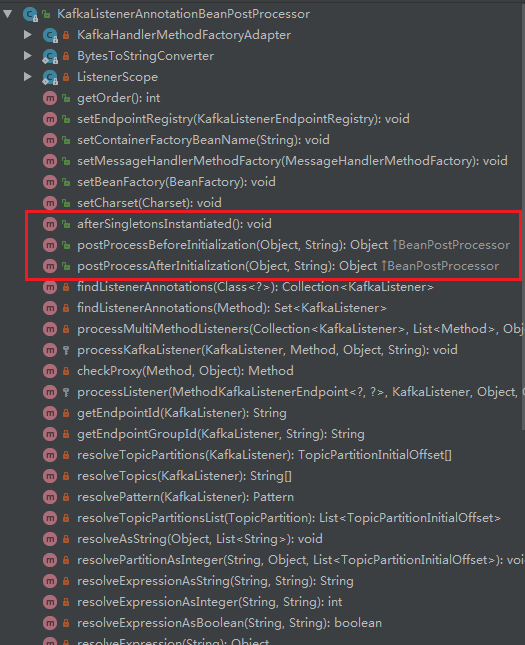 KafkaListenerAnnotationBeanPostProcessor
KafkaHandlerMethodFactoryAdapter
BytesToStringConverter
ListenerScope
getOrder(): int
setEndpointRegistry(KafkaListenerEndpointRegistry): void
setContainerFactoryBeanName(String): void
setMessageHandlerMethodFactory(MessageHandlerMethodFactory): void
setBeanFactory(BeanFactory): void
setCharset(Charset): void
afterSingletonsInstantiated(): void
postProcessBeforeInitialization(Object, String): Object ↑BeanPostProcessor
postProcessAfterInitialization(Object, String): Object ↑BeanPostProcessor
findListenerAnnotations(Class<?>): Collection<KafkaListener>
findListenerAnnotations(Method): Set<KafkaListener>
processMultiMethodListeners(Collection<KafkaListener>, List<Method>, Obj
processKafkaListener(KafkaListener, Method, Object, String): void
checkProxy(Method, Object): Method
processListener(MethodKafkaListenerEndpoint<?, ?>, KafkaListener, Object, O
getEndpointId(KafkaListener): String
getEndpointGroupId(KafkaListener, String): String
resolveTopicPartitions(KafkaListener): TopicPartitionInitialOffset[]
resolveTopics(KafkaListener): String[]
resolvePattern(KafkaListener): Pattern
resolveTopicPartitionsList(TopicPartition): List<TopicPartitionInitialOffset>
resolveAsString(Object, List<String>): void
resolvePartitionAsInteger(String, Object, List<TopicPartitionInitialOffset>): voi
resolveExpressionAsString(String, String): String
resolveExpressionAsInteger(String, String): int
resolveExpressionAsBoolean(String, String): boolean
resolveExpression(String): Object